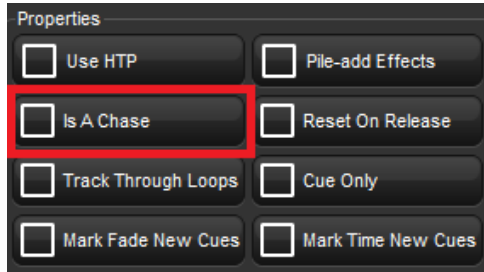 Properties
Use HTP
Pile-add Effects
Is A Chase
Reset On Release
Track Through Loops
Cue Only
Mark Fade New Cues
Mark Time New Cues